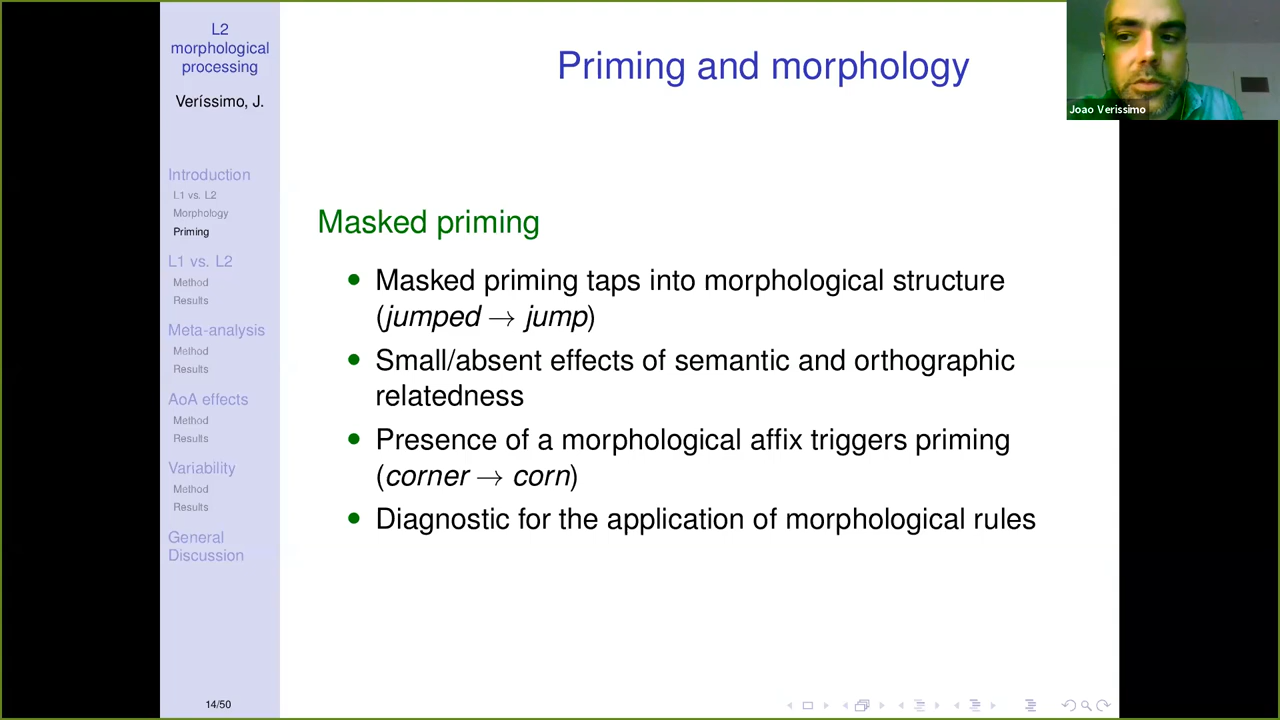 L2
morphological
processing
Veríssimo, J.
Introduction
L1 vs. L2
Morphology
Priming
L1 vs. L2
Method
Results
Meta-analysis
Method
Results
AoA effects
Method
Results
Variability
Method
Results
General
Discussion
14/50
Priming and morphology
Masked priming
• Masked priming taps into morphological structure
(jumped → jump)
• Small/absent effects of semantic and orthographic
relatedness
• Presence of a morphological affix triggers priming
(corner → corn)
• Diagnostic for the application of morphological rules
Joao Verissimo